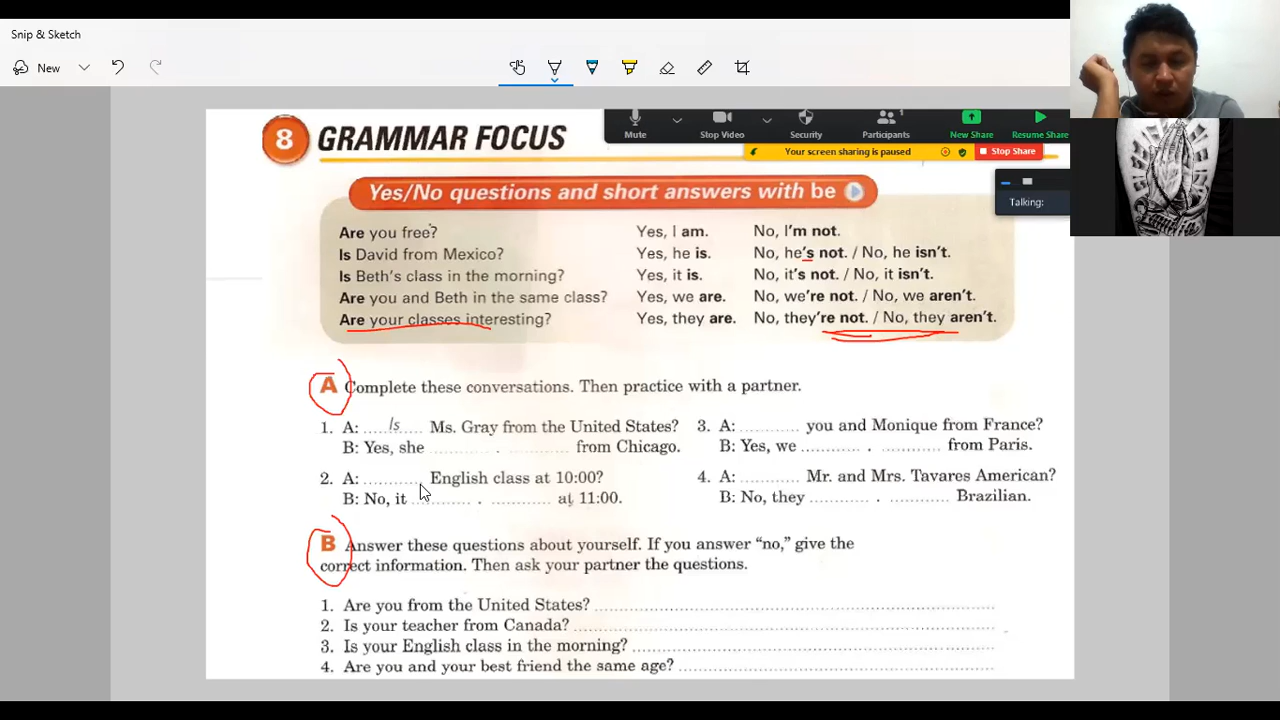 Snip & Sketch
New
Mute
Stop Video
Security
Participants
1
New Share
Resume Share
Your screen sharing is paused
Stop Share
Talking:
8 GRAMMAR FOCUS
Yes/No questions and short answers with be
Are you free? Yes, I am. No, I'm not.
Is David from Mexico? Yes, he is. No, he's not. / No, he isn't.
Is Beth's class in the morning? Yes, it is. No, it's not. / No, it isn't.
Are you and Beth in the same class? Yes, we are. No, we're not. / No, we aren't.
Are your classes interesting? Yes, they are. No, they're not. / No, they aren't.
A Complete these conversations. Then practice with a partner.
1. A: ....Is.... Ms. Gray from the United States?
B: Yes, she ............ . ............ from Chicago.
2. A: ............ English class at 10:00?
B: No, it ............ . ............ at 11:00.
3. A: ............ you and Monique from France?
B: Yes, we ............ . ............ from Paris.
4. A: ............ Mr. and Mrs. Tavares American?
B: No, they ............ . ............ Brazilian.
B Answer these questions about yourself. If you answer “no,” give the
correct information. Then ask your partner the questions.
1. Are you from the United States? ............
2. Is your teacher from Canada? ............
3. Is your English class in the morning? ............
4. Are you and your best friend the same age? ............